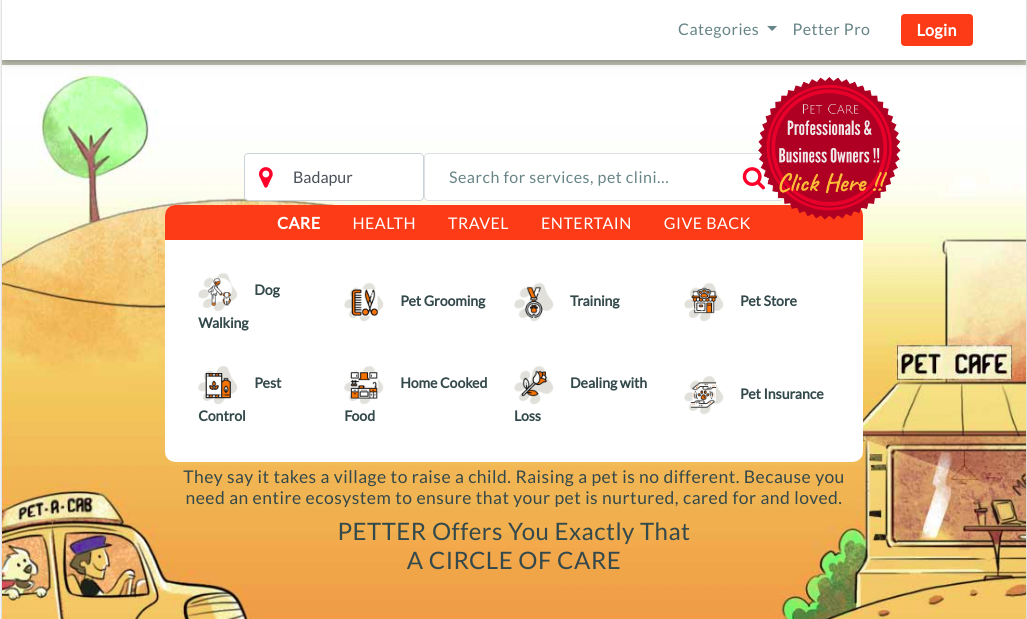 Categories Petter Pro Login
PET CARE
Professionals &
Business Owners !!
Click Here !!
Badapur Search for services, pet clini...
CARE HEALTH TRAVEL ENTERTAIN GIVE BACK
Dog Walking
Pet Grooming
Training
Pet Store
Pest Control
Home Cooked Food
Dealing with Loss
Pet Insurance
PET CAFE
They say it takes a village to raise a child. Raising a pet is no different. Because you
need an entire ecosystem to ensure that your pet is nurtured, cared for and loved.
PET-A-CAB
PETTER Offers You Exactly That
A CIRCLE OF CARE